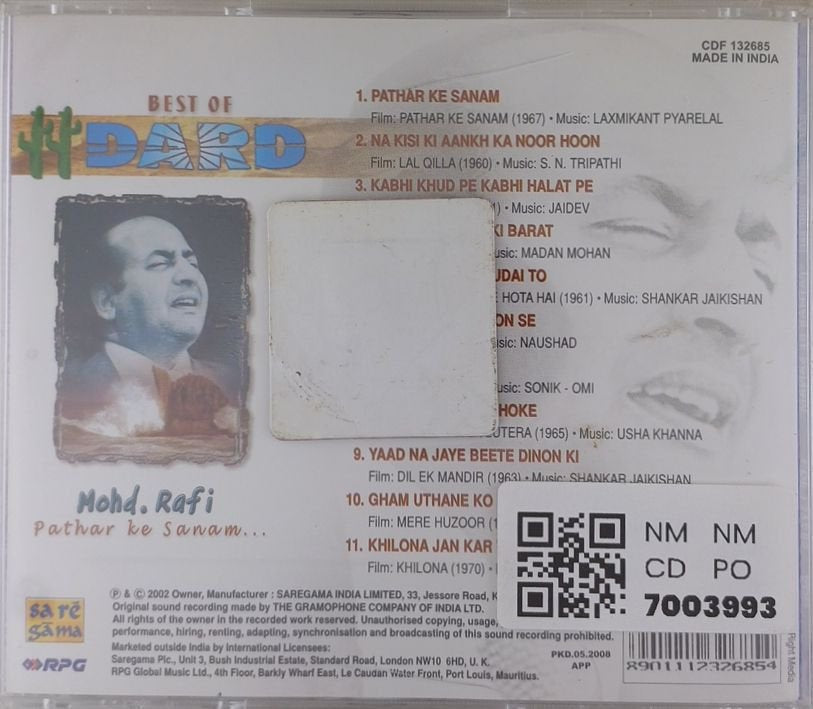 CDF 132685
MADE IN INDIA
BEST OF
DARD
1. PATHAR KE SANAM
Film: PATHAR KE SANAM (1967) • Music: LAXMIKANT PYARELAL
2. NA KISI KI AANKH KA NOOR HOON
Film: LAL QILLA (1960) • Music: S. N. TRIPATHI
3. KABHI KHUD PE KABHI HALAT PE
1) • Music: JAIDEV
KI BARAT
Music: MADAN MOHAN
UDAI TO
E HOTA HAI (1961) • Music: SHANKAR JAIKISHAN
ON SE
sic: NAUSHAD
usic: SONIK - OMI
HOKE
UTERA (1965) • Music: USHA KHANNA
9. YAAD NA JAYE BEETE DINON KI
Film: DIL EK MANDIR (1963) • Music: SHANKAR JAIKISHAN
10. GHAM UTHANE KO
Film: MERE HUZOOR (1
11. KHILONA JAN KAR
Film: KHILONA (1970) •
Mohd. Rafi
Pathar ke Sanam...
NM NM
CD PO
7003993
sa rē
gāma
RPG
℗ & © 2002 Owner, Manufacturer : SAREGAMA INDIA LIMITED, 33, Jessore Road, K
Original sound recording made by THE GRAMOPHONE COMPANY OF INDIA LTD.
All rights of the owner in the recorded work reserved. Unauthorised copying, usage,
performance, hiring, renting, adapting, synchronisation and broadcasting of this sound recording prohibited.
Marketed outside India by International Licensees:
Saregama Plc., Unit 3, Bush Industrial Estate, Standard Road, London NW10 6HD, U. K.
RPG Global Music Ltd., 4th Floor, Barkly Wharf East, Le Caudan Water Front, Port Louis, Mauritius.
PKD.05.2008
APP
8901112326854
Right Media